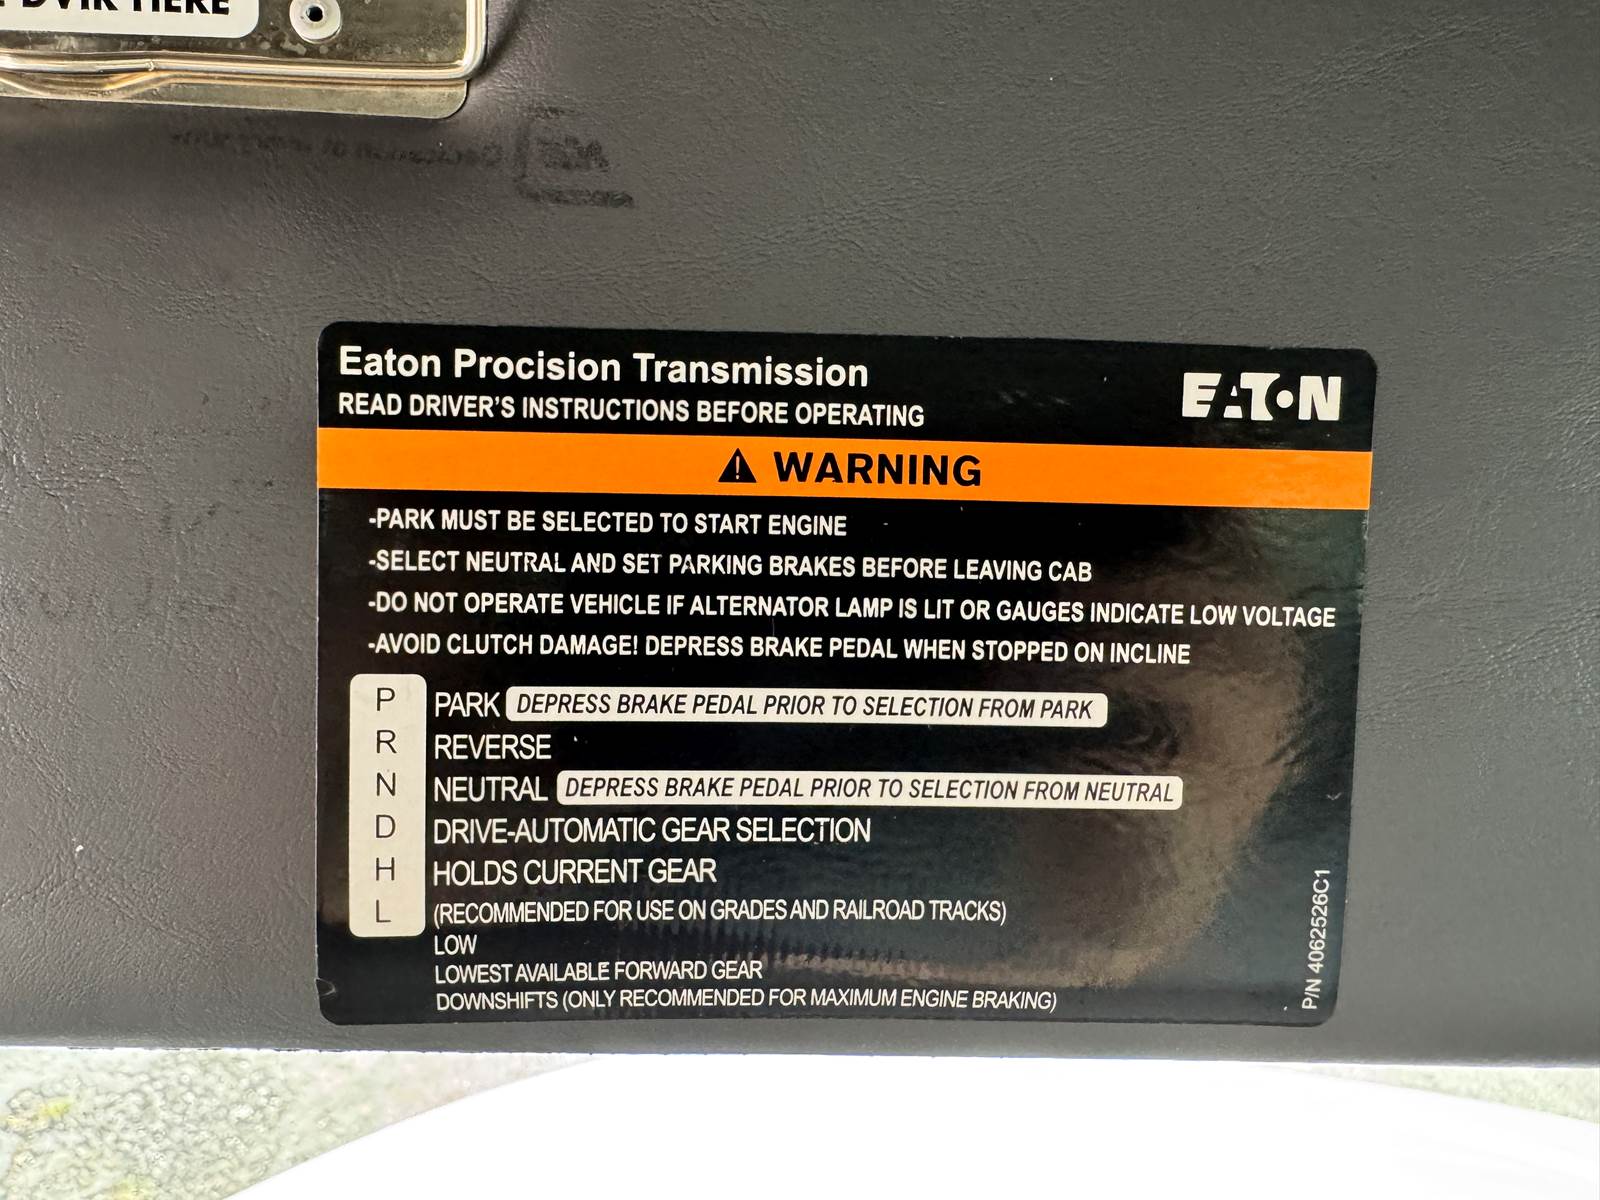 DVIR HERE
Eaton Procision Transmission
EATON
READ DRIVER'S INSTRUCTIONS BEFORE OPERATING
WARNING
-PARK MUST BE SELECTED TO START ENGINE
-SELECT NEUTRAL AND SET PARKING BRAKES BEFORE LEAVING CAB
-DO NOT OPERATE VEHICLE IF ALTERNATOR LAMP IS LIT OR GAUGES INDICATE LOW VOLTAGE
-AVOID CLUTCH DAMAGE! DEPRESS BRAKE PEDAL WHEN STOPPED ON INCLINE
P PARK DEPRESS BRAKE PEDAL PRIOR TO SELECTION FROM PARK
R REVERSE
N NEUTRAL DEPRESS BRAKE PEDAL PRIOR TO SELECTION FROM NEUTRAL
D DRIVE-AUTOMATIC GEAR SELECTION
H HOLDS CURRENT GEAR
L (RECOMMENDED FOR USE ON GRADES AND RAILROAD TRACKS)
LOW
LOWEST AVAILABLE FORWARD GEAR
DOWNSHIFTS (ONLY RECOMMENDED FOR MAXIMUM ENGINE BRAKING)
P/N 4062526C1